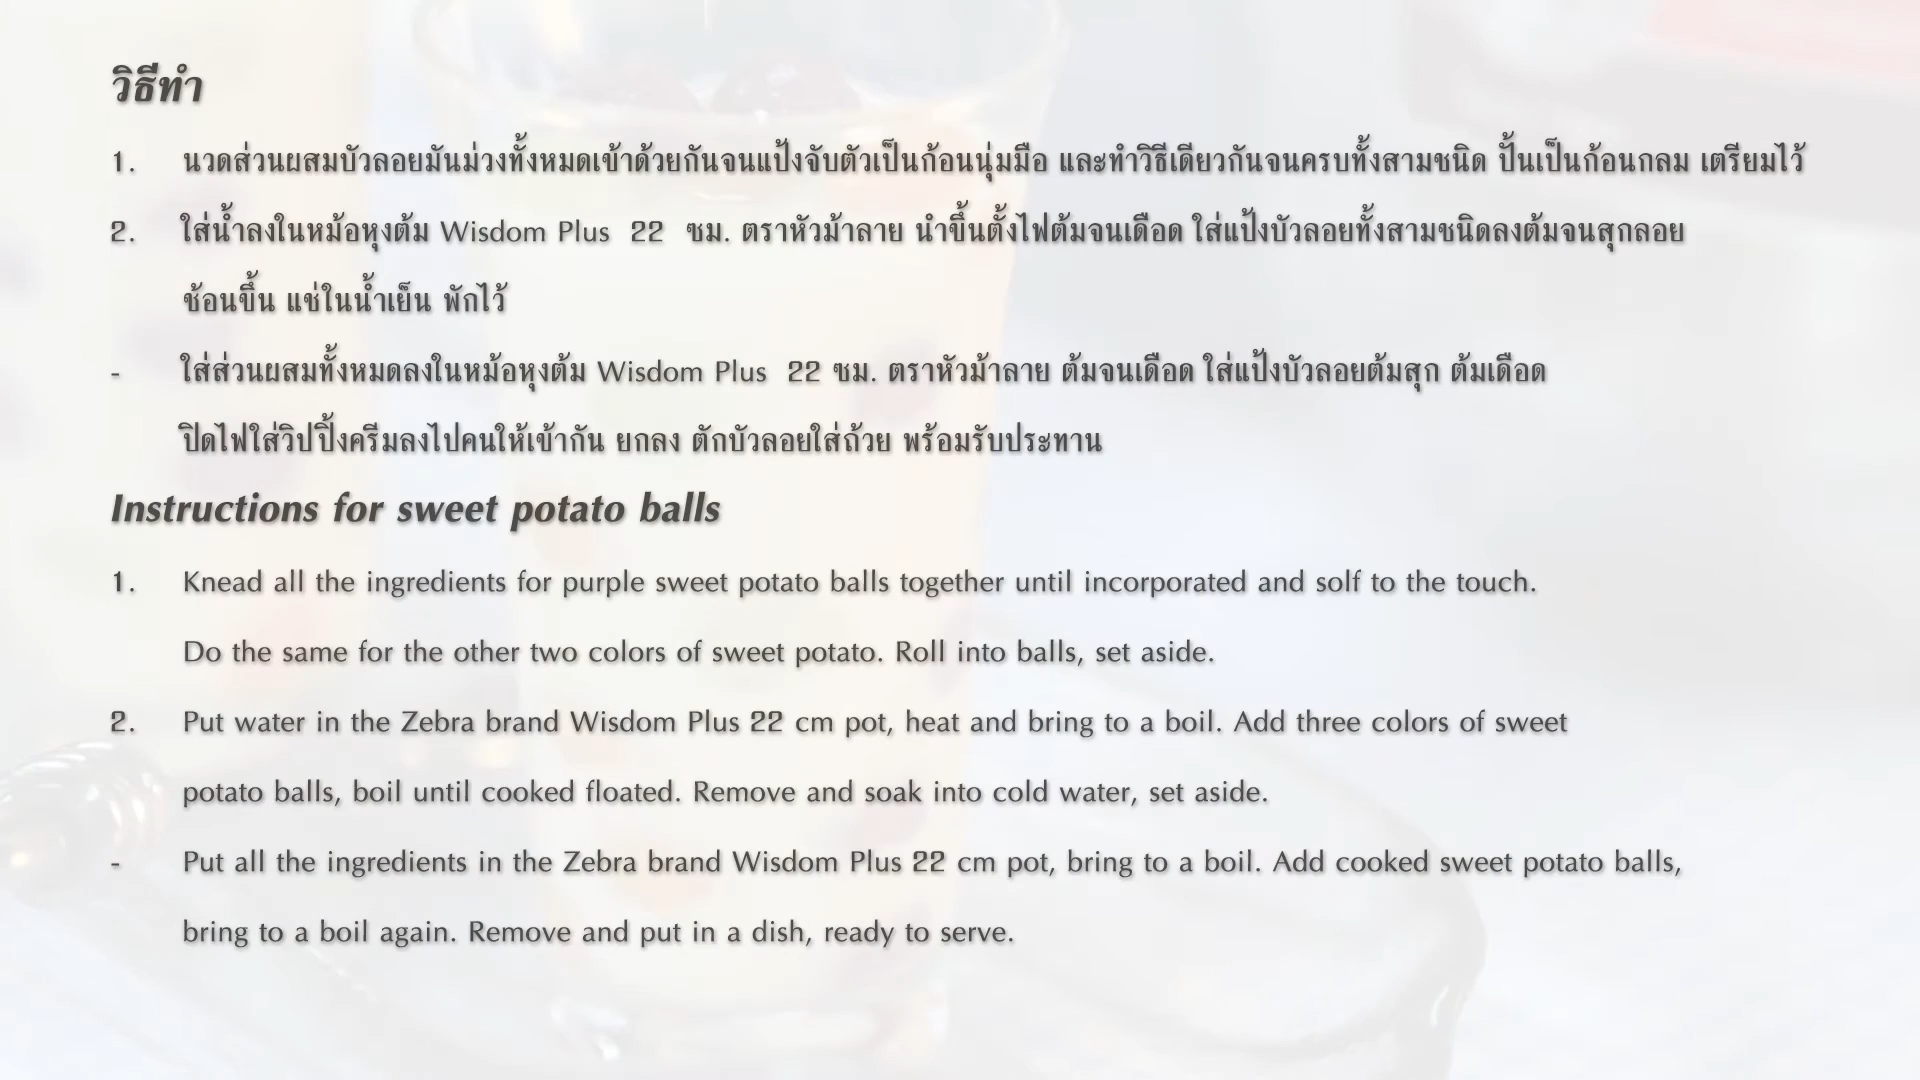 วิธีทำ
1. นวดส่วนผสมบัวลอยมันม่วงทั้งหมดเข้าด้วยกันจนแป้งจับตัวเป็นก้อนนุ่มมือ และทำวิธีเดียวกันจนครบทั้งสามชนิด ปั้นเป็นก้อนกลม เตรียมไว้
2. ใส่น้ำลงในหม้อหุงต้ม Wisdom Plus 22 ซม. ตราหัวม้าลาย นำขึ้นตั้งไฟต้มจนเดือด ใส่แป้งบัวลอยทั้งสามชนิดลงต้มจนสุกลอย
ช้อนขึ้น แช่ในน้ำเย็น พักไว้
- ใส่ส่วนผสมทั้งหมดลงในหม้อหุงต้ม Wisdom Plus 22 ซม. ตราหัวม้าลาย ต้มจนเดือด ใส่แป้งบัวลอยต้มสุก ต้มเดือด
ปิดไฟใส่วิปปิ้งครีมลงไปคนให้เข้ากัน ยกลง ตักบัวลอยใส่ถ้วย พร้อมรับประทาน
Instructions for sweet potato balls
1. Knead all the ingredients for purple sweet potato balls together until incorporated and solf to the touch.
Do the same for the other two colors of sweet potato. Roll into balls, set aside.
2. Put water in the Zebra brand Wisdom Plus 22 cm pot, heat and bring to a boil. Add three colors of sweet
potato balls, boil until cooked floated. Remove and soak into cold water, set aside.
- Put all the ingredients in the Zebra brand Wisdom Plus 22 cm pot, bring to a boil. Add cooked sweet potato balls,
bring to a boil again. Remove and put in a dish, ready to serve.